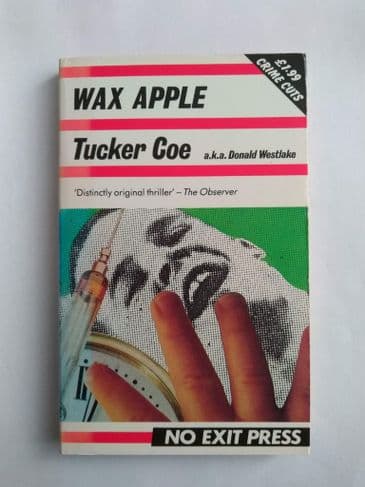 £1.99
CRIME CUTS
WAX APPLE
Tucker Coe a.k.a. Donald Westlake
'Distinctly original thriller' – The Observer
NO EXIT PRESS